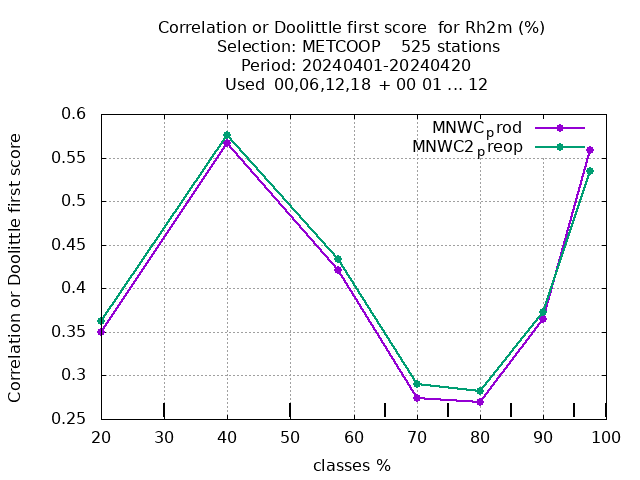 Correlation or Doolittle first score  for Rh2m (%)
Selection: METCOOP    525 stations
Period: 20240401-20240420
Used  00,06,12,18 + 00 01 ... 12
MNWCprod
MNWC2preop
Correlation or Doolittle first score
0.6
0.55
0.5
0.45
0.4
0.35
0.3
0.25
20 30 40 50 60 70 80 90 100
classes %